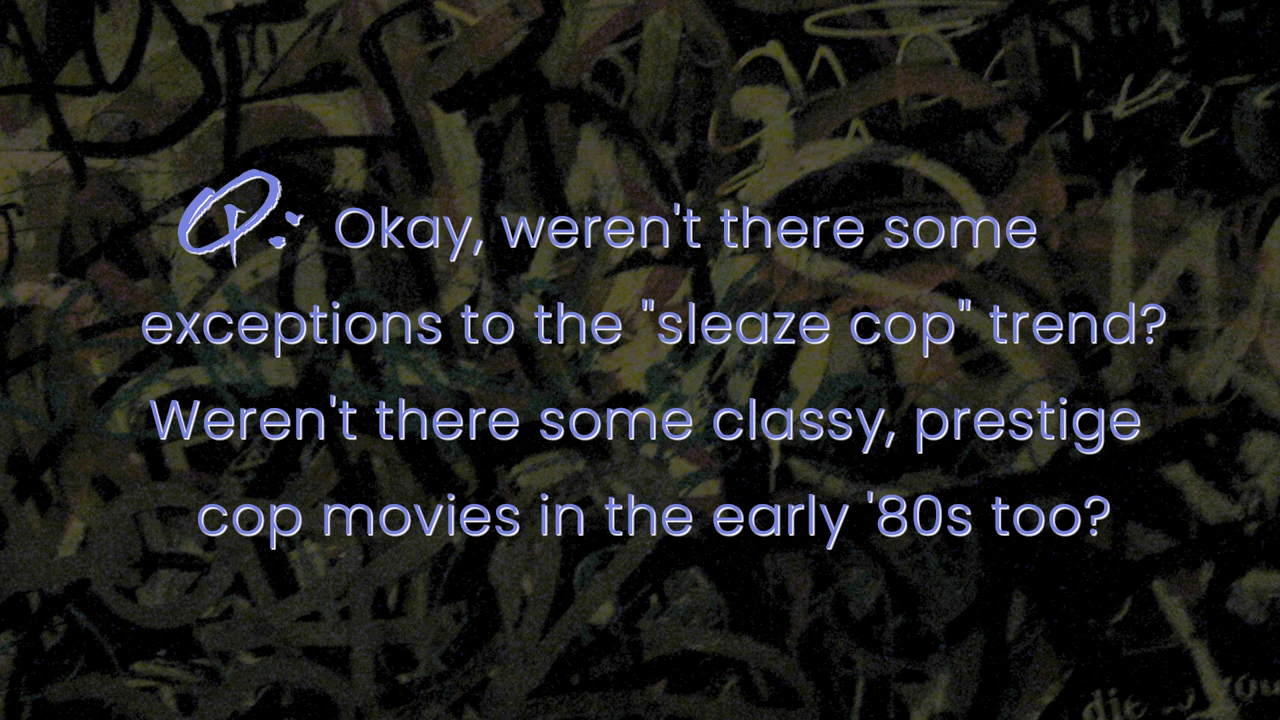 Q: Okay, weren't there some
exceptions to the "sleaze cop" trend?
Weren't there some classy, prestige
cop movies in the early '80s too?